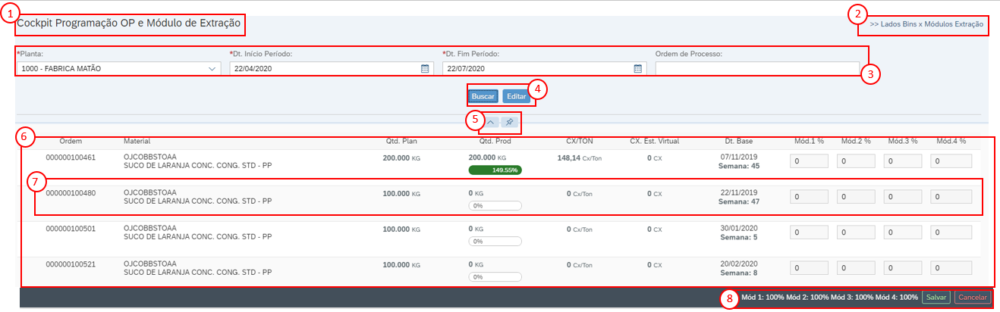 1
Cockpit Programação OP e Módulo de Extração
2
>> Lados Bins x Módulos Extração
*Planta:
*Dt. Início Período:
*Dt. Fim Período:
Ordem de Processo:
1000 - FABRICA MATÃO
22/04/2020
22/07/2020
3
Buscar
Editar
4
5
6
Ordem Material Qtd. Plan Qtd. Prod CX/TON CX. Est. Virtual Dt. Base Mód.1 % Mód.2 % Mód.3 % Mód.4 %
000000100461 OJCOBBSTOAA 200.000 KG 200.000 KG 148,14 Cx/Ton 0 CX 07/11/2019 0 0 0 0
SUCO DE LARANJA CONC. CONG. STD - PP 149.55% Semana: 45
7
000000100480 OJCOBBSTOAA 100.000 KG 0 KG 0 Cx/Ton 0 CX 22/11/2019 0 0 0 0
SUCO DE LARANJA CONC. CONG. STD - PP 0% Semana: 47
000000100501 OJCOBBSTOAA 100.000 KG 0 KG 0 Cx/Ton 0 CX 30/01/2020 0 0 0 0
SUCO DE LARANJA CONC. CONG. STD - PP 0% Semana: 5
000000100521 OJCOBBSTOAA 100.000 KG 0 KG 0 Cx/Ton 0 CX 20/02/2020 0 0 0 0
SUCO DE LARANJA CONC. CONG. STD - PP 0% Semana: 8
8 Mód 1: 100% Mód 2: 100% Mód 3: 100% Mód 4: 100% Salvar Cancelar